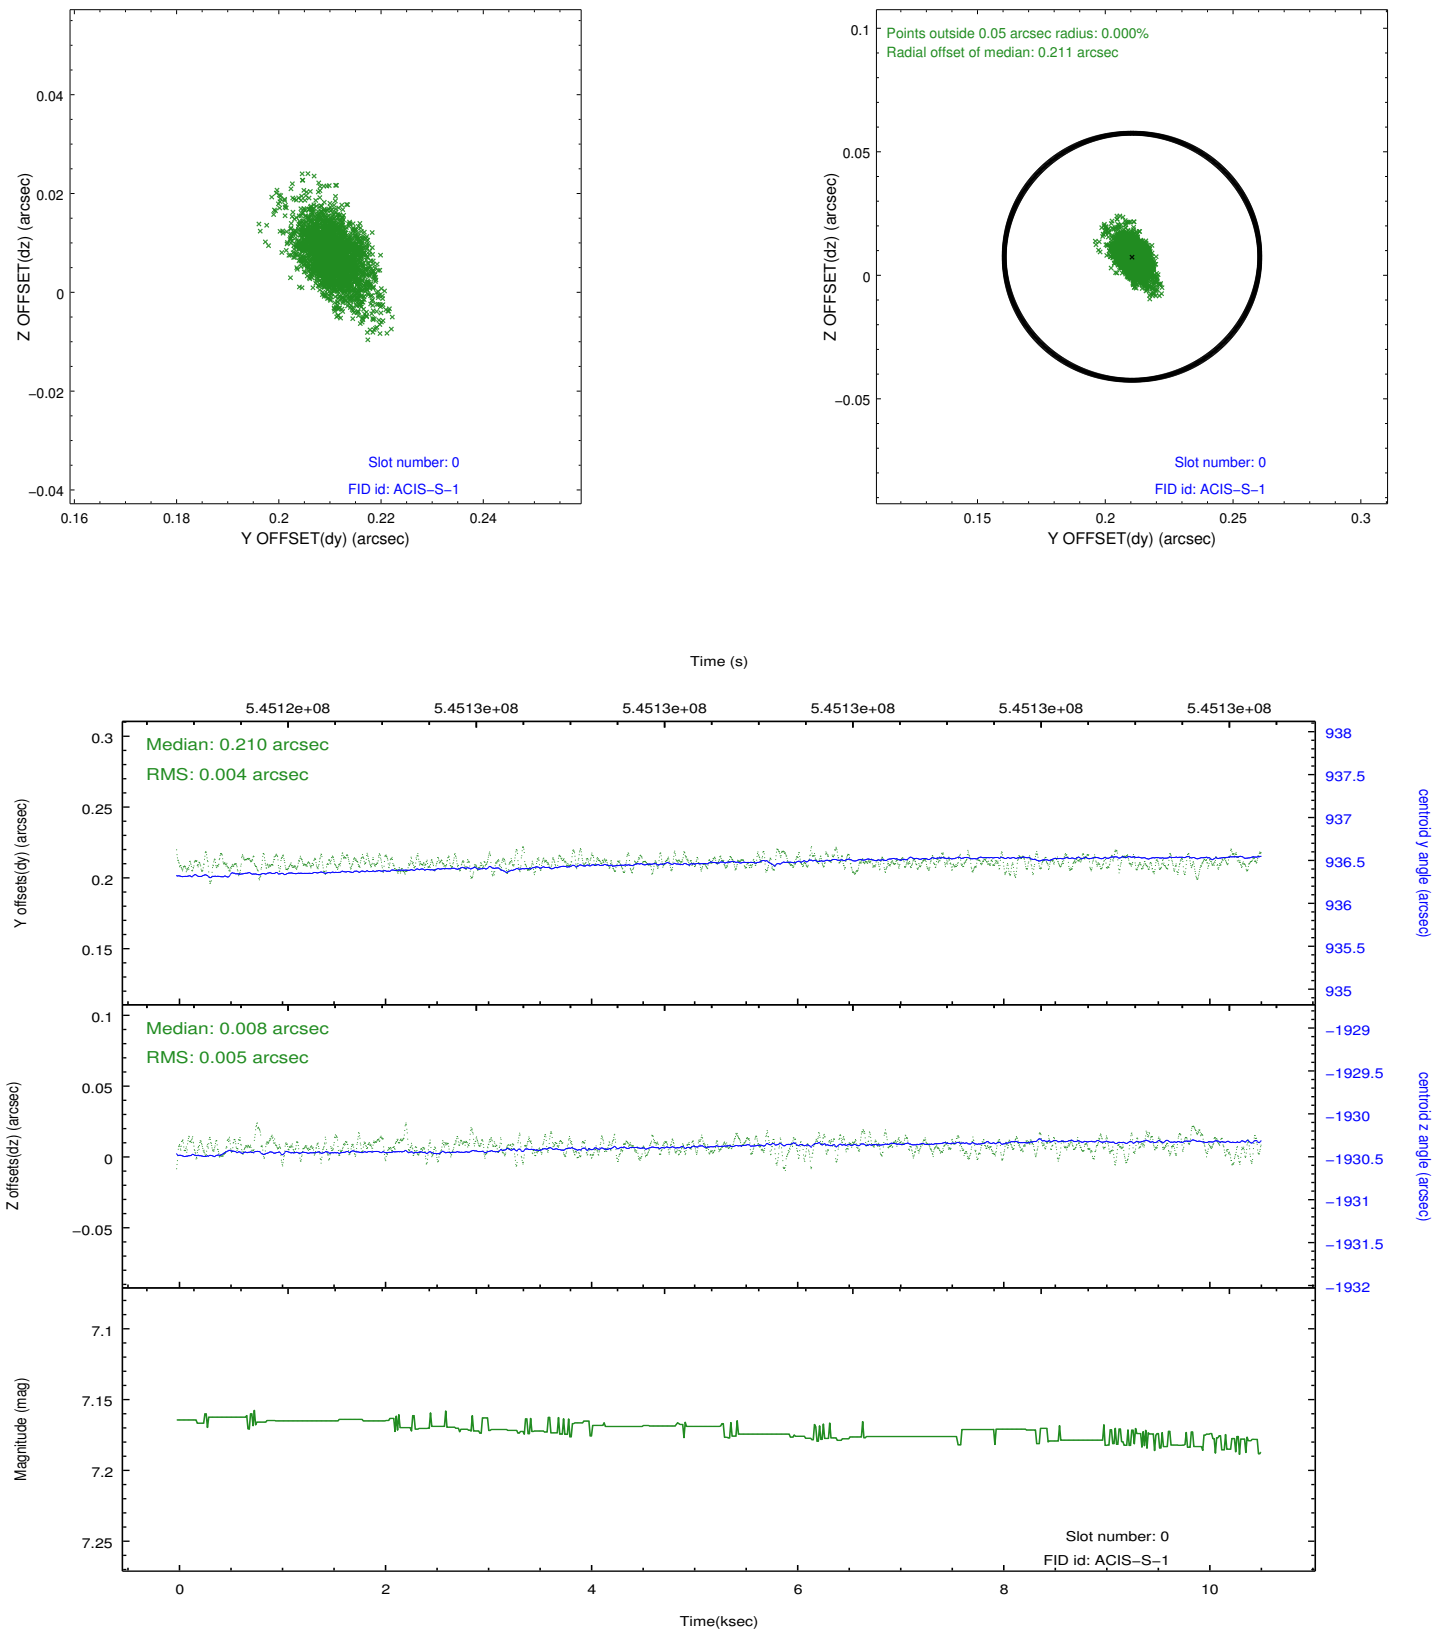 0.04
0.02
0
−0.02
−0.04
Z OFFSET(dz) (arcsec)
Slot number: 0
FID id: ACIS−S−1
0.16
0.18
0.2
0.22
0.24
Y OFFSET(dy) (arcsec)
Points outside 0.05 arcsec radius: 0.000%
Radial offset of median: 0.211 arcsec
0.1
0.05
0
−0.05
Z OFFSET(dz) (arcsec)
Slot number: 0
FID id: ACIS−S−1
0.15
0.2
0.25
0.3
Y OFFSET(dy) (arcsec)
Time (s)
5.4512e+08
5.4513e+08
5.4513e+08
5.4513e+08
5.4513e+08
5.4513e+08
Median: 0.210 arcsec
RMS: 0.004 arcsec
0.3
0.25
0.2
0.15
Y offsets(dy) (arcsec)
938
937.5
937
936.5
936
935.5
935
centroid y angle (arcsec)
Median: 0.008 arcsec
RMS: 0.005 arcsec
0.1
0.05
0
−0.05
Z offsets(dz) (arcsec)
−1929
−1929.5
−1930
−1930.5
−1931
−1931.5
−1932
centroid z angle (arcsec)
7.1
7.15
7.2
7.25
Magnitude (mag)
Slot number: 0
FID id: ACIS−S−1
0
2
4
6
8
10
Time(ksec)